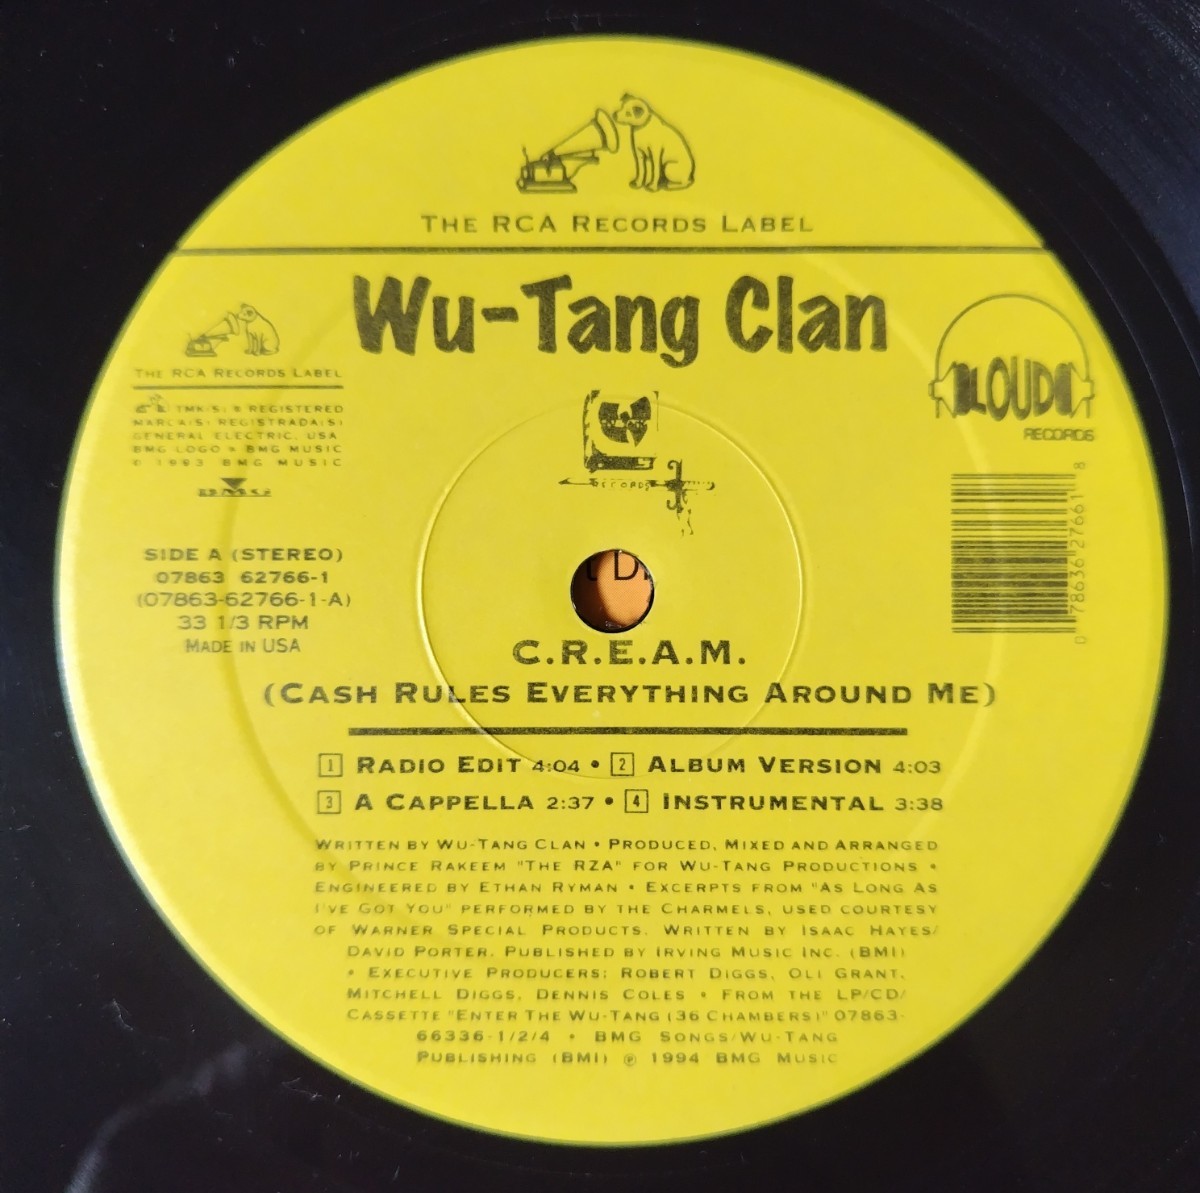 THE RCA RECORDS LABEL
Wu-Tang Clan
THE RCA RECORDS LABEL
TMK(S) ® REGISTERED
MARCA(S) REGISTRADA(S)
GENERAL ELECTRIC, USA
BMG LOGO ® BMG MUSIC
© 1993 BMG MUSIC
BMG
LOUD
RECORDS
RECORDS
SIDE A (STEREO)
07863 62766-1
(07863-62766-1-A)
33 1/3 RPM
MADE IN USA
0 78636 27661 8
C.R.E.A.M.
(CASH RULES EVERYTHING AROUND ME)
1 RADIO EDIT 4:04 • 2 ALBUM VERSION 4:03
3 A CAPPELLA 2:37 • 4 INSTRUMENTAL 3:38
WRITTEN BY WU-TANG CLAN • PRODUCED, MIXED AND ARRANGED
BY PRINCE RAKEEM "THE RZA" FOR WU-TANG PRODUCTIONS •
ENGINEERED BY ETHAN RYMAN • EXCERPTS FROM "AS LONG AS
I'VE GOT YOU" PERFORMED BY THE CHARMELS, USED COURTESY
OF WARNER SPECIAL PRODUCTS. WRITTEN BY ISAAC HAYES/
DAVID PORTER. PUBLISHED BY IRVING MUSIC INC. (BMI)
• EXECUTIVE PRODUCERS: ROBERT DIGGS, OLI GRANT,
MITCHELL DIGGS, DENNIS COLES • FROM THE LP/CD/
CASSETTE "ENTER THE WU-TANG (36 CHAMBERS)" 07863-
66336-1/2/4 • BMG SONGS/WU-TANG
PUBLISHING (BMI) ℗ 1994 BMG MUSIC